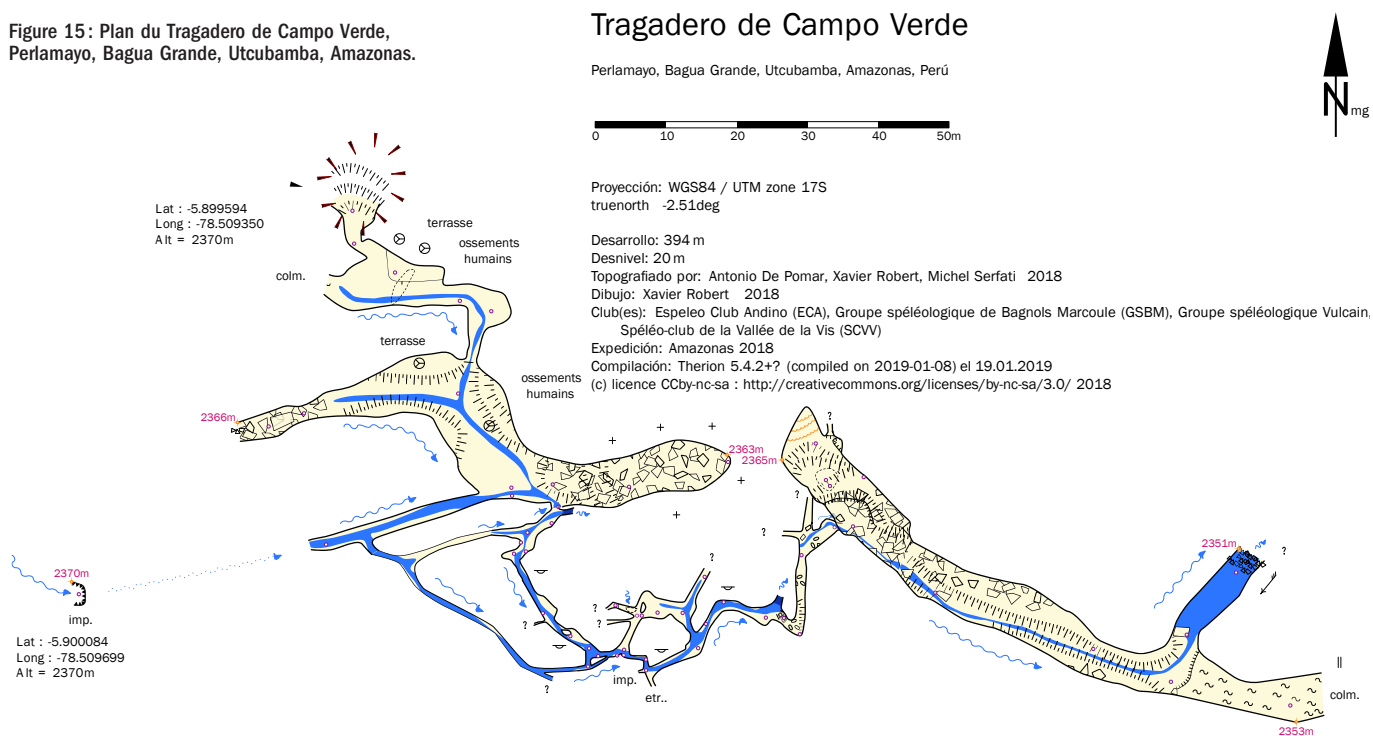 Figure 15 : Plan du Tragadero de Campo Verde,
Perlamayo, Bagua Grande, Utcubamba, Amazonas.
Tragadero de Campo Verde
Perlamayo, Bagua Grande, Utcubamba, Amazonas, Perú
0 10 20 30 40 50m
N mg
Proyección: WGS84 / UTM zone 17S
truenorth -2.51deg
Desarrollo: 394 m
Desnivel: 20 m
Topografiado por: Antonio De Pomar, Xavier Robert, Michel Serfati 2018
Dibujo: Xavier Robert 2018
Club(es): Espeleo Club Andino (ECA), Groupe spéléologique de Bagnols Marcoule (GSBM), Groupe spéléologique Vulcain,
Spéléo-club de la Vallée de la Vis (SCVV)
Expedición: Amazonas 2018
Compilación: Therion 5.4.2+? (compiled on 2019-01-08) el 19.01.2019
(c) licence CCby-nc-sa : http://creativecommons.org/licenses/by-nc-sa/3.0/ 2018
Lat : -5.899594
Long : -78.509350
Alt = 2370m
terrasse
ossements
humains
colm.
terrasse
ossements
humains
2366m
2363m
2365m
?
?
?
?
2351m
?
2370m
imp.
Lat : -5.900084
Long : -78.509699
Alt = 2370m
?
?
?
?
imp.
etr..
colm.
2353m